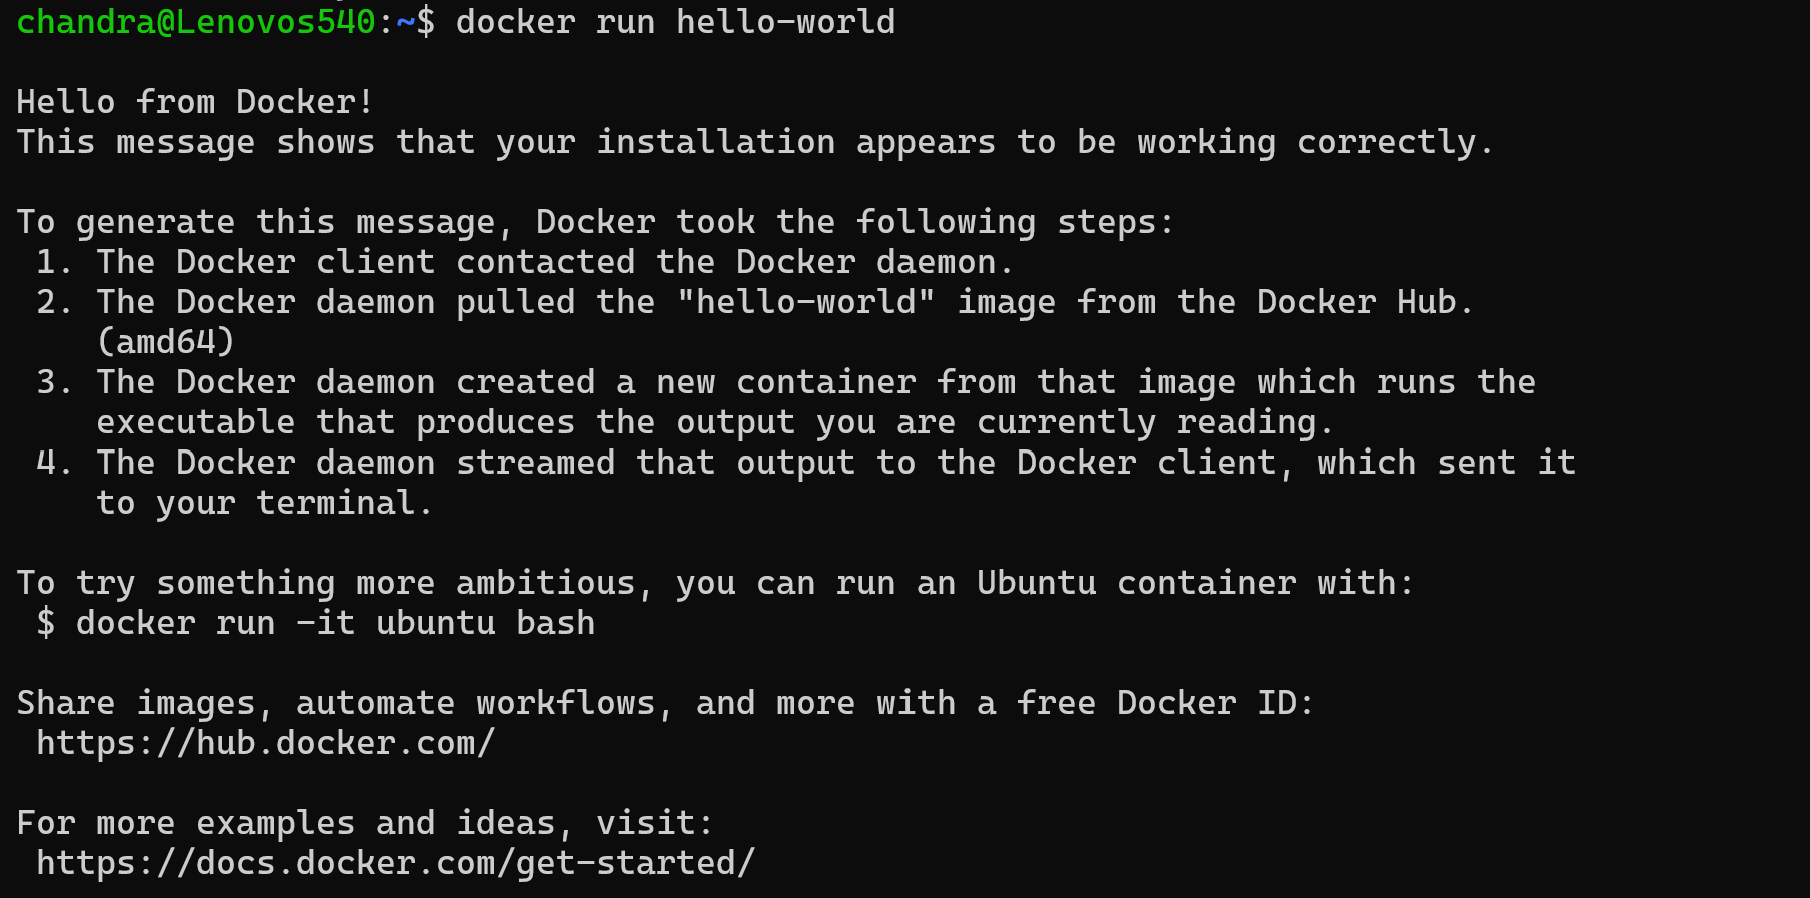 chandra@Lenovos540:~$ docker run hello-world
Hello from Docker!
This message shows that your installation appears to be working correctly.
To generate this message, Docker took the following steps:
1. The Docker client contacted the Docker daemon.
2. The Docker daemon pulled the "hello-world" image from the Docker Hub.
(amd64)
3. The Docker daemon created a new container from that image which runs the
executable that produces the output you are currently reading.
4. The Docker daemon streamed that output to the Docker client, which sent it
to your terminal.
To try something more ambitious, you can run an Ubuntu container with:
$ docker run -it ubuntu bash
Share images, automate workflows, and more with a free Docker ID:
https://hub.docker.com/
For more examples and ideas, visit:
https://docs.docker.com/get-started/